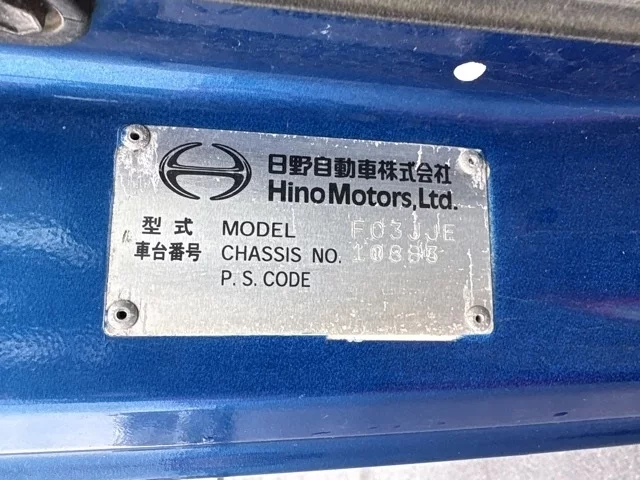 日野自動車株式会社
Hino Motors, Ltd.
型式 MODEL FC3JJE
車台番号 CHASSIS NO.
P. S. CODE